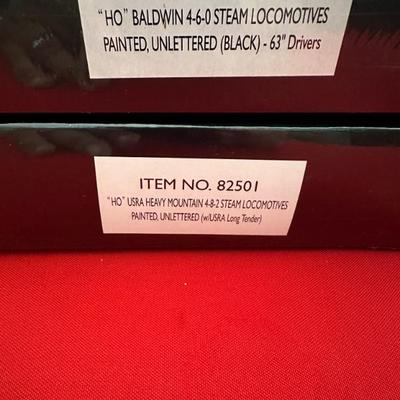 "HO" BALDWIN 4-6-0 STEAM LOCOMOTIVES
PAINTED, UNLETTERED (BLACK) - 63" Drivers
ITEM NO. 82501
"HO" USRA HEAVY MOUNTAIN 4-8-2 STEAM LOCOMOTIVES
PAINTED, UNLETTERED (w/USRA Long Tender)